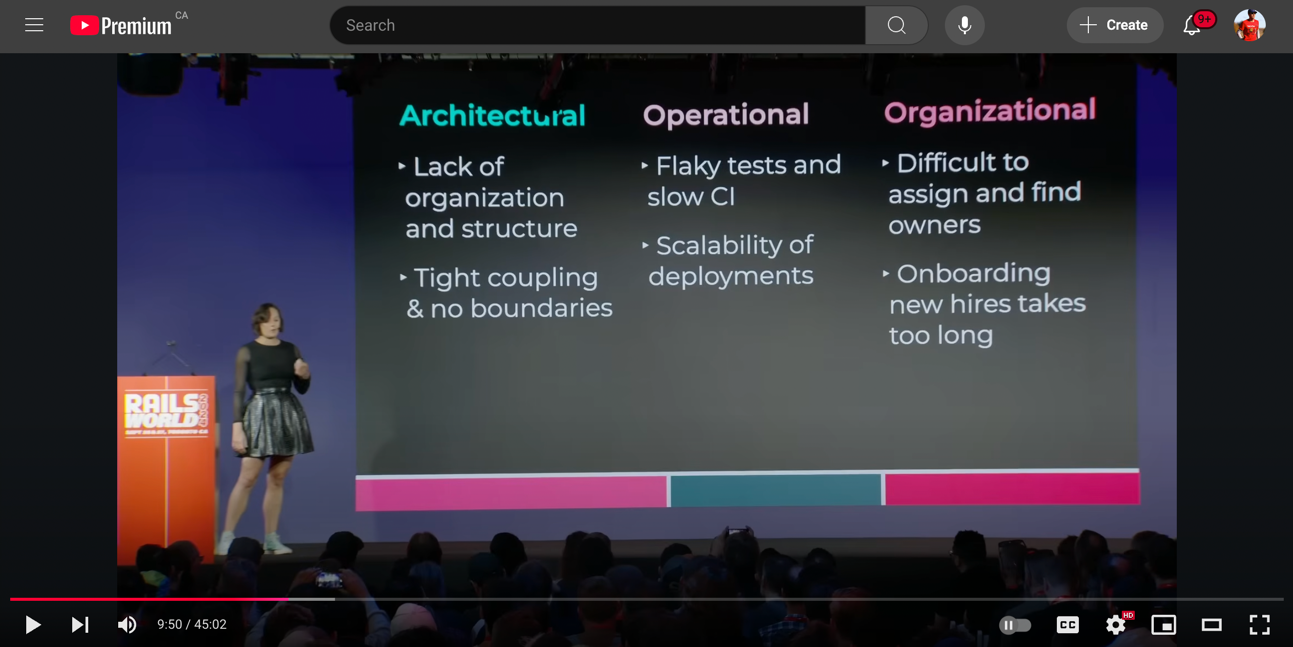 Premium CA
Search
Create
9+
Architectural
‣ Lack of
organization
and structure
‣ Tight coupling
& no boundaries
Operational
‣ Flaky tests and
slow CI
‣ Scalability of
deployments
Organizational
‣ Difficult to
assign and find
owners
‣ Onboarding
new hires takes
too long
RAILS
WORLD
2024
9:50 / 45:02
CC
HD